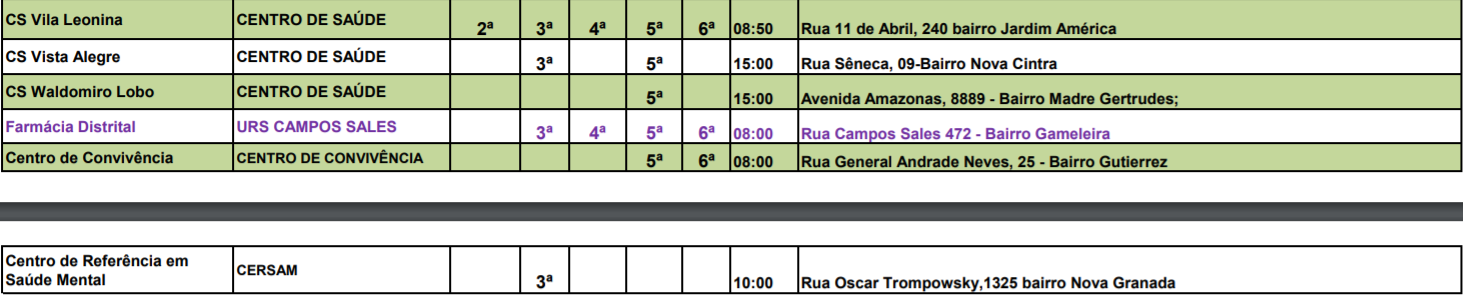 CS Vila Leonina CENTRO DE SAÚDE 2ª 3ª 4ª 5ª 6ª 08:50 Rua 11 de Abril, 240 bairro Jardim América
CS Vista Alegre CENTRO DE SAÚDE 3ª 5ª 15:00 Rua Sêneca, 09-Bairro Nova Cintra
CS Waldomiro Lobo CENTRO DE SAÚDE 5ª 15:00 Avenida Amazonas, 8889 - Bairro Madre Gertrudes;
Farmácia Distrital URS CAMPOS SALES 3ª 4ª 5ª 6ª 08:00 Rua Campos Sales 472 - Bairro Gameleira
Centro de Convivência CENTRO DE CONVIVÊNCIA 5ª 6ª 08:00 Rua General Andrade Neves, 25 - Bairro Gutierrez
Centro de Referência em
Saúde Mental CERSAM 3ª 10:00 Rua Oscar Trompowsky,1325 bairro Nova Granada